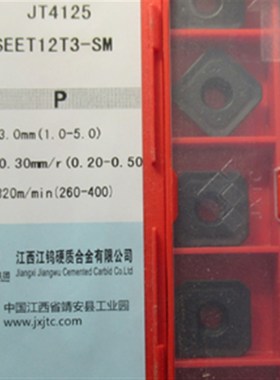 JT4125
SEET12T3-SM
P
3.0mm(1.0-5.0)
0.30mm/r(0.20-0.50
320m/min(260-400)
江西江钨硬质合金有限公司
Jiangxi Jiangwu Cemented Carbid Co.Ltd
中国江西省靖安县工业园
www.jxjtc.com